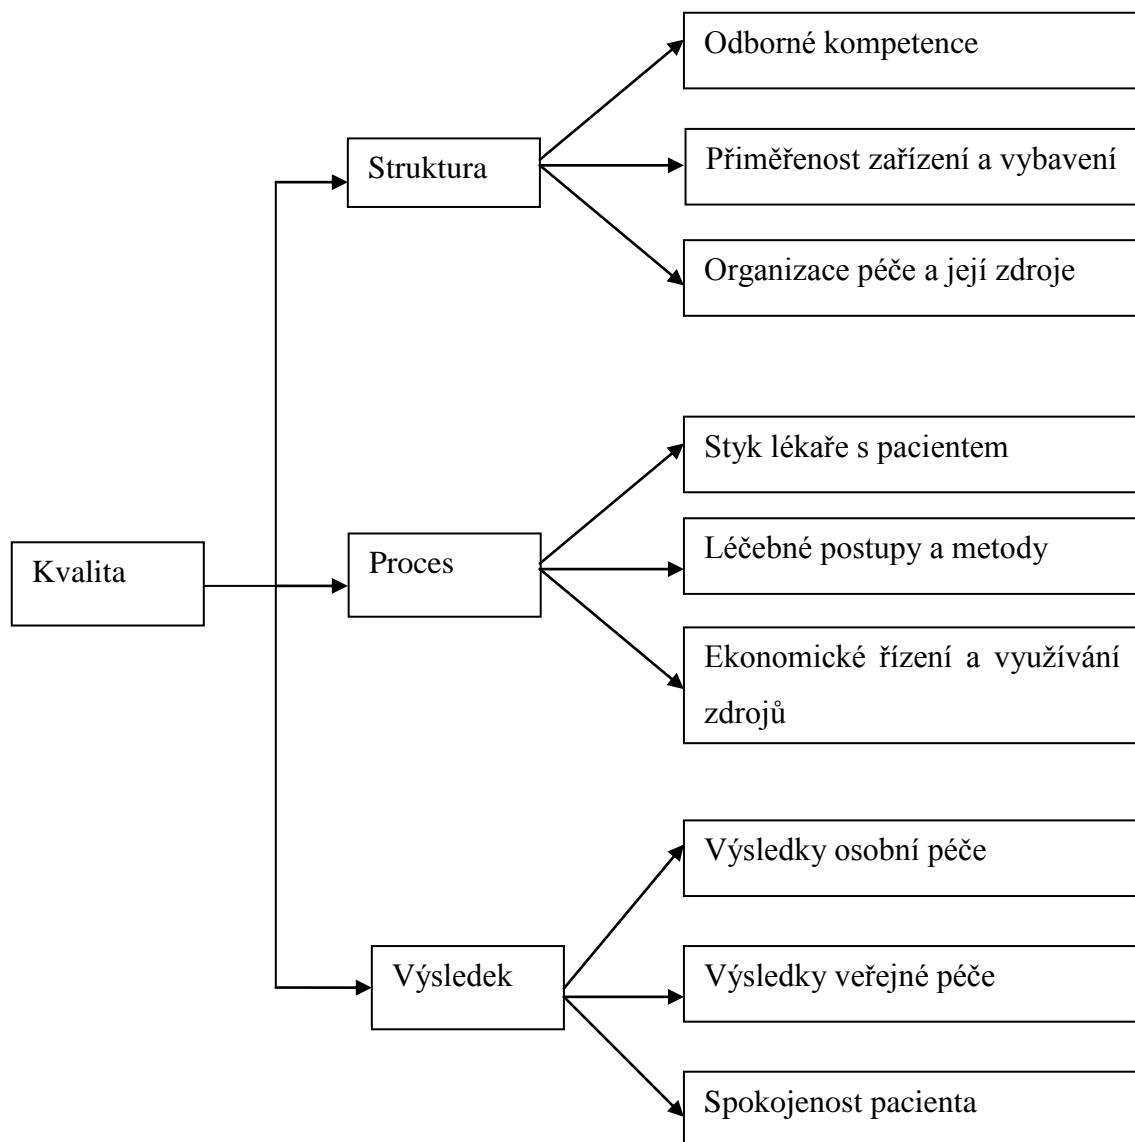 Odborné kompetence
Struktura
Přiměřenost zařízení a vybavení
Organizace péče a její zdroje
Styk lékaře s pacientem
Kvalita
Proces
Léčebné postupy a metody
Ekonomické řízení a využívání
zdrojů
Výsledky osobní péče
Výsledek
Výsledky veřejné péče
Spokojenost pacienta